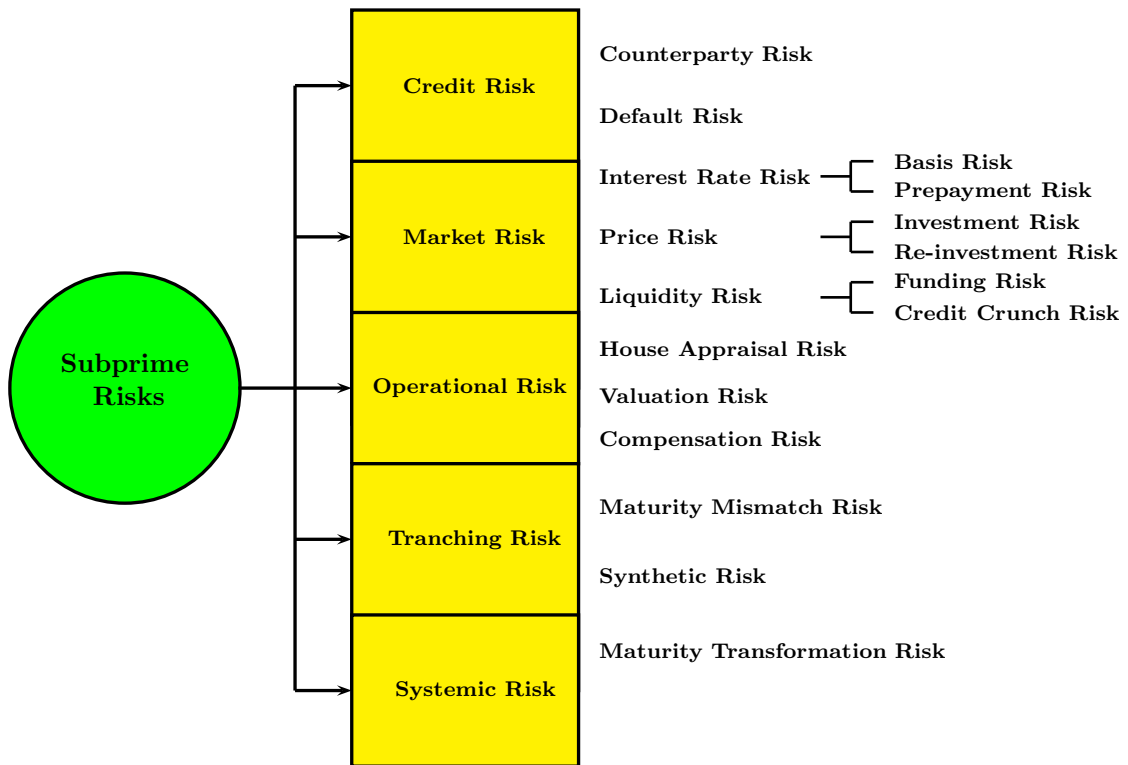 Subprime
Risks
Credit Risk
Counterparty Risk
Default Risk
Market Risk
Interest Rate Risk
Basis Risk
Prepayment Risk
Price Risk
Investment Risk
Re-investment Risk
Liquidity Risk
Funding Risk
Credit Crunch Risk
Operational Risk
House Appraisal Risk
Valuation Risk
Compensation Risk
Tranching Risk
Maturity Mismatch Risk
Synthetic Risk
Systemic Risk
Maturity Transformation Risk